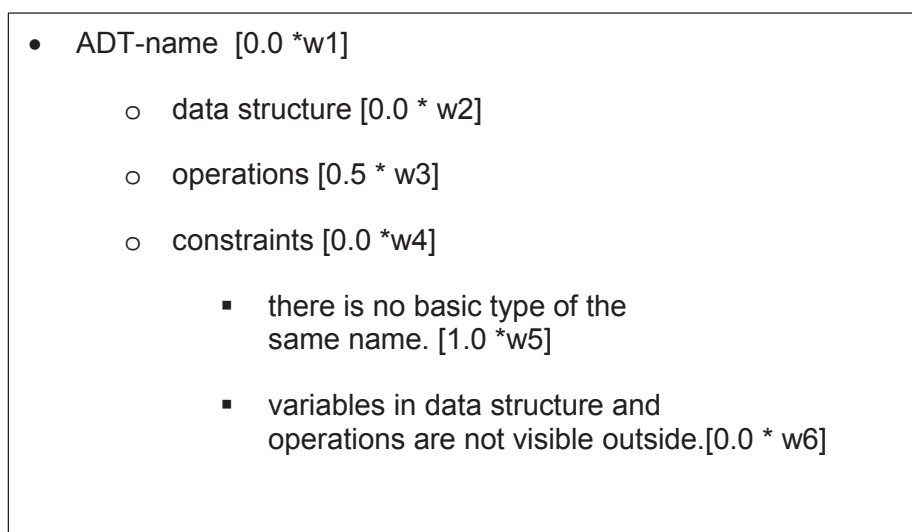 • ADT-name [0.0 *w1]
o data structure [0.0 * w2]
o operations [0.5 * w3]
o constraints [0.0 *w4]
▪ there is no basic type of the
same name. [1.0 *w5]
▪ variables in data structure and
operations are not visible outside.[0.0 * w6]